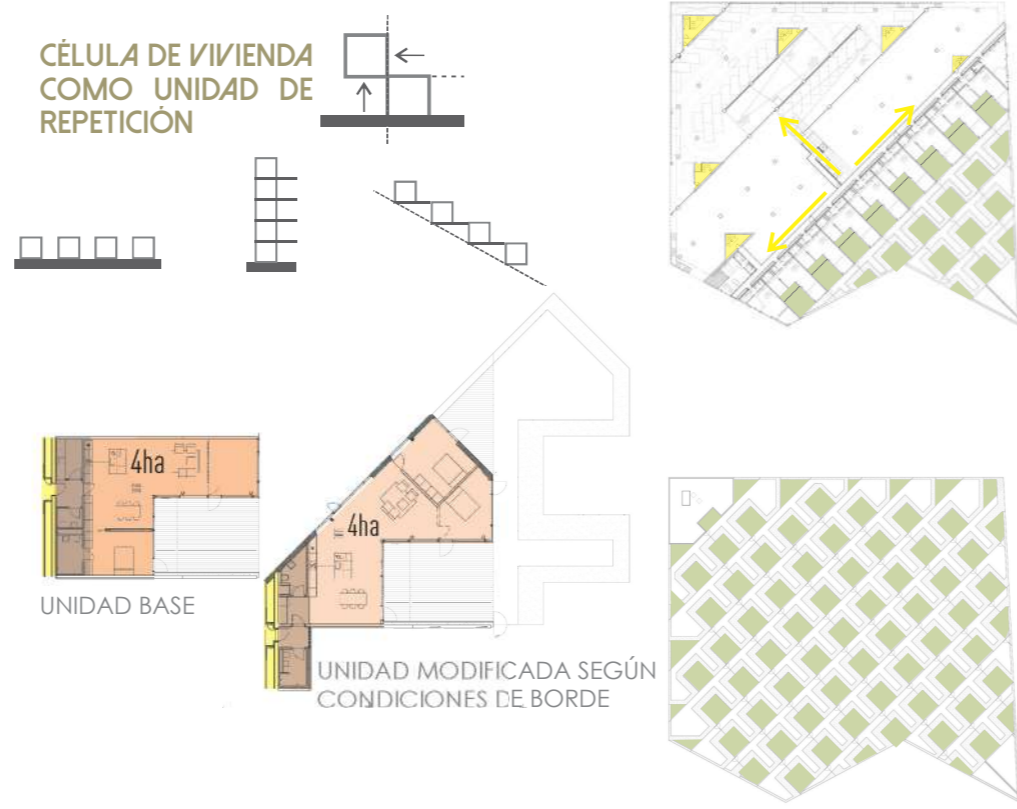 CÉLULA DE VIVIENDA
COMO UNIDAD DE
REPETICIÓN
4ha
4ha
UNIDAD BASE
UNIDAD MODIFICADA SEGÚN
CONDICIONES DE BORDE